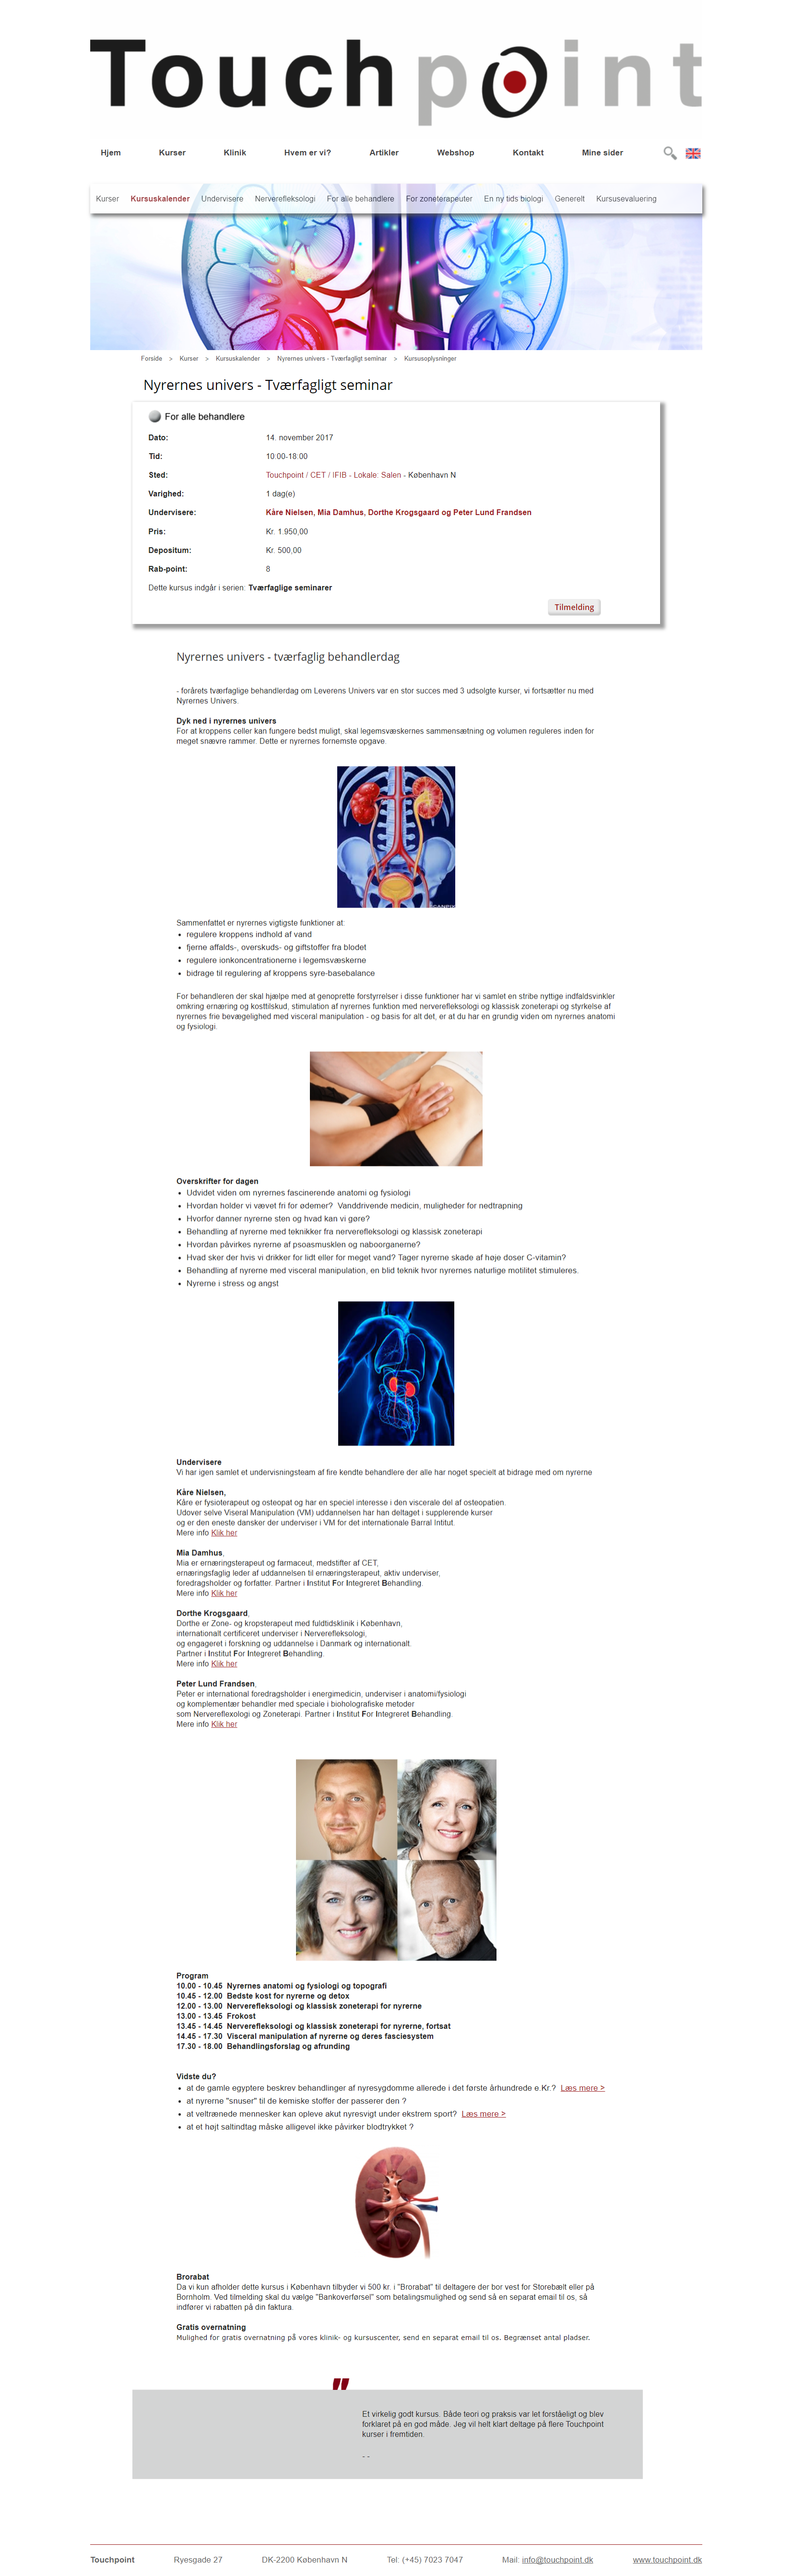 Touchpoint
Hjem Kurser Klinik Hvem er vi? Artikler Webshop Kontakt Mine sider
Kurser Kursuskalender Undervisere Nerverefleksologi For alle behandlere For zoneterapeuter En ny tids biologi Generelt Kursusevaluering
Forside > Kurser > Kursuskalender > Nyrernes univers - Tværfagligt seminar > Kursusoplysninger
Nyrernes univers - Tværfagligt seminar
For alle behandlere
Dato: 14. november 2017
Tid: 10:00-18:00
Sted: Touchpoint / CET / IFIB - Lokale: Salen - København N
Varighed: 1 dag(e)
Undervisere: Kåre Nielsen, Mia Damhus, Dorthe Krogsgaard og Peter Lund Frandsen
Pris: Kr. 1.950,00
Depositum: Kr. 500,00
Rab-point: 8
Dette kursus indgår i serien: Tværfaglige seminarer
Tilmelding
Nyrernes univers - tværfaglig behandlerdag
- forårets tværfaglige behandlerdag om Leverens Univers var en stor succes med 3 udsolgte kurser, vi fortsætter nu med
Nyrernes Univers.
Dyk ned i nyrernes univers
For at kroppens celler kan fungere bedst muligt, skal legemsvæskernes sammensætning og volumen reguleres inden for
meget snævre rammer. Dette er nyrernes fornemste opgave.
Sammenfattet er nyrernes vigtigste funktioner at:
• regulere kroppens indhold af vand
• fjerne affalds-, overskuds- og giftstoffer fra blodet
• regulere ionkoncentrationerne i legemsvæskerne
• bidrage til regulering af kroppens syre-basebalance
For behandleren der skal hjælpe med at genoprette forstyrrelser i disse funktioner har vi samlet en stribe nyttige indfaldsvinkler
omkring ernæring og kosttilskud, stimulation af nyrernes funktion med nerverefleksologi og klassisk zoneterapi og styrkelse af
nyrernes frie bevægelighed med visceral manipulation - og basis for alt det, er at du har en grundig viden om nyrernes anatomi
og fysiologi.
Overskrifter for dagen
• Udvidet viden om nyrernes fascinerende anatomi og fysiologi
• Hvordan holder vi vævet fri for ødemer? Vanddrivende medicin, muligheder for nedtrapning
• Hvorfor danner nyrerne sten og hvad kan vi gøre?
• Behandling af nyrerne med teknikker fra nerverefleksologi og klassisk zoneterapi
• Hvordan påvirkes nyrerne af psoasmusklen og naboorganerne?
• Hvad sker der hvis vi drikker for lidt eller for meget vand? Tager nyrerne skade af høje doser C-vitamin?
• Behandling af nyrerne med visceral manipulation, en blid teknik hvor nyrernes naturlige motilitet stimuleres.
• Nyrerne i stress og angst
Undervisere
Vi har igen samlet et undervisningsteam af fire kendte behandlere der alle har noget specielt at bidrage med om nyrerne
Kåre Nielsen,
Kåre er fysioterapeut og osteopat og har en speciel interesse i den viscerale del af osteopatien.
Udover selve Viseral Manipulation (VM) uddannelsen har han deltaget i supplerende kurser
og er den eneste dansker der underviser i VM for det internationale Barral Intitut.
Mere info Klik her
Mia Damhus,
Mia er ernæringsterapeut og farmaceut, medstifter af CET,
ernæringsfaglig leder af uddannelsen til ernæringsterapeut, aktiv underviser,
foredragsholder og forfatter. Partner i Institut For Integreret Behandling.
Mere info Klik her
Dorthe Krogsgaard,
Dorthe er Zone- og kropsterapeut med fuldtidsklinik i København,
internationalt certificeret underviser i Nerverefleksologi,
og engageret i forskning og uddannelse i Danmark og internationalt.
Partner i Institut For Integreret Behandling.
Mere info Klik her
Peter Lund Frandsen,
Peter er international foredragsholder i energimedicin, underviser i anatomi/fysiologi
og komplementær behandler med speciale i bioholografiske metoder
som Nervereflexologi og Zoneterapi. Partner i Institut For Integreret Behandling.
Mere info Klik her
Program
10.00 - 10.45 Nyrernes anatomi og fysiologi og topografi
10.45 - 12.00 Bedste kost for nyrerne og detox
12.00 - 13.00 Nerverefleksologi og klassisk zoneterapi for nyrerne
13.00 - 13.45 Frokost
13.45 - 14.45 Nerverefleksologi og klassisk zoneterapi for nyrerne, fortsat
14.45 - 17.30 Visceral manipulation af nyrerne og deres fasciesystem
17.30 - 18.00 Behandlingsforslag og afrunding
Vidste du?
• at de gamle egyptere beskrev behandlinger af nyresygdomme allerede i det første århundrede e.Kr.? Læs mere >
• at nyrerne "snuser" til de kemiske stoffer der passerer den ?
• at veltrænede mennesker kan opleve akut nyresvigt under ekstrem sport? Læs mere >
• at et højt saltindtag måske alligevel ikke påvirker blodtrykket ?
Brorabat
Da vi kun afholder dette kursus i København tilbyder vi 500 kr. i "Brorabat" til deltagere der bor vest for Storebælt eller på
Bornholm. Ved tilmelding skal du vælge "Bankoverførsel" som betalingsmulighed og send så en separat email til os, så
indfører vi rabatten på din faktura.
Gratis overnatning
Mulighed for gratis overnatning på vores klinik- og kursuscenter, send en separat email til os. Begrænset antal pladser.
"
Et virkelig godt kursus. Både teori og praksis var let forståeligt og blev
forklaret på en god måde. Jeg vil helt klart deltage på flere Touchpoint
kurser i fremtiden.
- -
Touchpoint Ryesgade 27 DK-2200 København N Tel: (+45) 7023 7047 Mail: info@touchpoint.dk www.touchpoint.dk